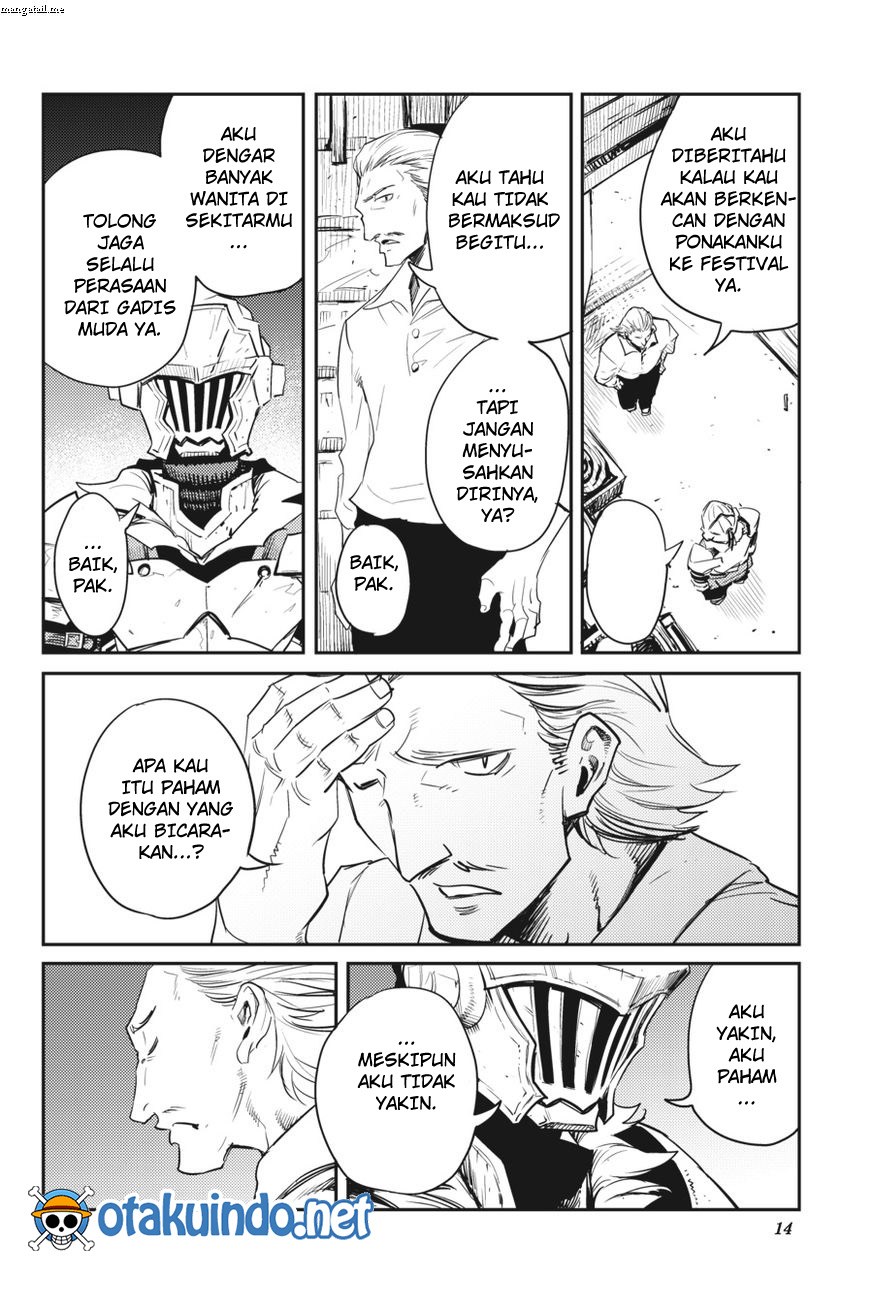 mangatail.me
AKU
DIBERITAHU
KALAU KAU
AKAN BERKEN-
CAN DENGAN
PONAKANKU
KE FESTIVAL
YA.
AKU TAHU
KAU TIDAK
BERMAKSUD
BEGITU...
...
TAPI
JANGAN
MENYU-
SAHKAN
DIRINYA,
YA?
BAIK,
PAK.
AKU
DENGAR
BANYAK
WANITA DI
SEKITARMU
...
TOLONG
JAGA
SELALU
PERASAAN
DARI GADIS
MUDA YA.
...
BAIK,
PAK.
APA KAU
ITU PAHAM
DENGAN YANG
AKU BICARA-
KAN...?
AKU
YAKIN,
AKU
PAHAM
...
...
MESKIPUN
AKU TIDAK
YAKIN.
otakuindo.net
14